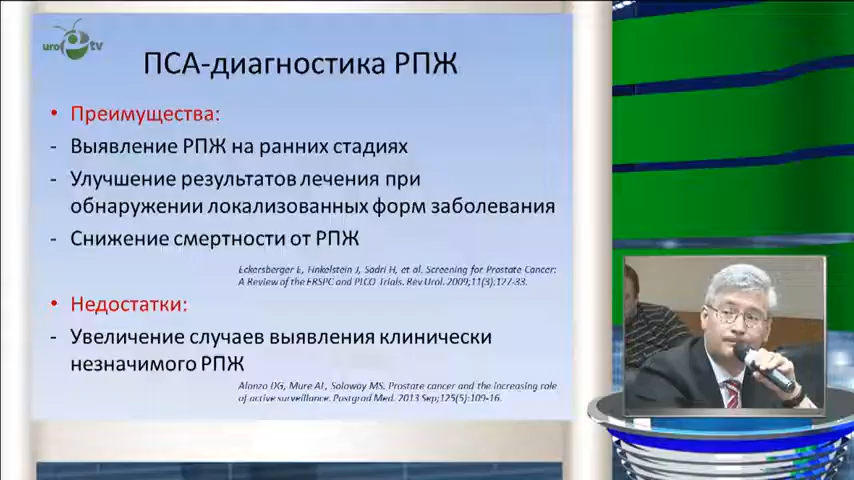 uro tv
ПСА-диагностика РПЖ
• Преимущества:
- Выявление РПЖ на ранних стадиях
- Улучшение результатов лечения при
обнаружении локализованных форм заболевания
- Снижение смертности от РПЖ
Eckersberger E, Finkelstein J, Sadri H, et al. Screening for Prostate Cancer:
A Review of the ERSPC and PLCO Trials. Rev Urol. 2009;11(3):127-33.
• Недостатки:
- Увеличение случаев выявления клинически
незначимого РПЖ
Alonzo DG, Mure AL, Soloway MS. Prostate cancer and the increasing role
of active surveillance. Postgrad Med. 2013 Sep;125(5):109-16.